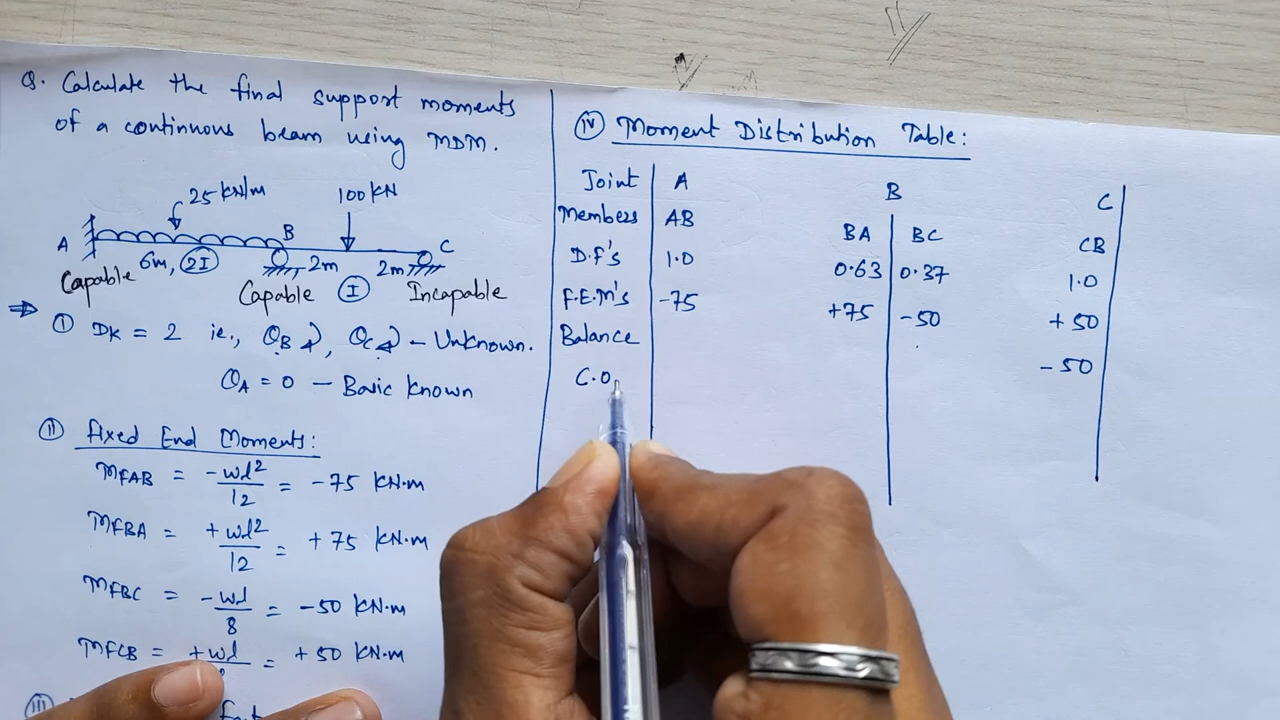 Q. Calculate the final support moments
of a continuous beam using MDM.
25 kN/m 100 KN
A B C
6m, 2I 2m 2m
Capable Capable I Incapable
⇒ I DK = 2 ie., θB, θC – Unknown.
θA = 0 – Basic Known
II Fixed End Moments:
MFAB = -wl²/12 = -75 KN.m
MFBA = +wl²/12 = +75 KN.m
MFBC = -wl/8 = -50 KN.m
MFCB = +wl = +50 KN.m
III
IV Moment Distribution Table:
Joint A B C
Members AB BA BC CB
D.F's 1.0 0.63 0.37 1.0
F.E.M's -75 +75 -50 +50
Balance -50
C.O